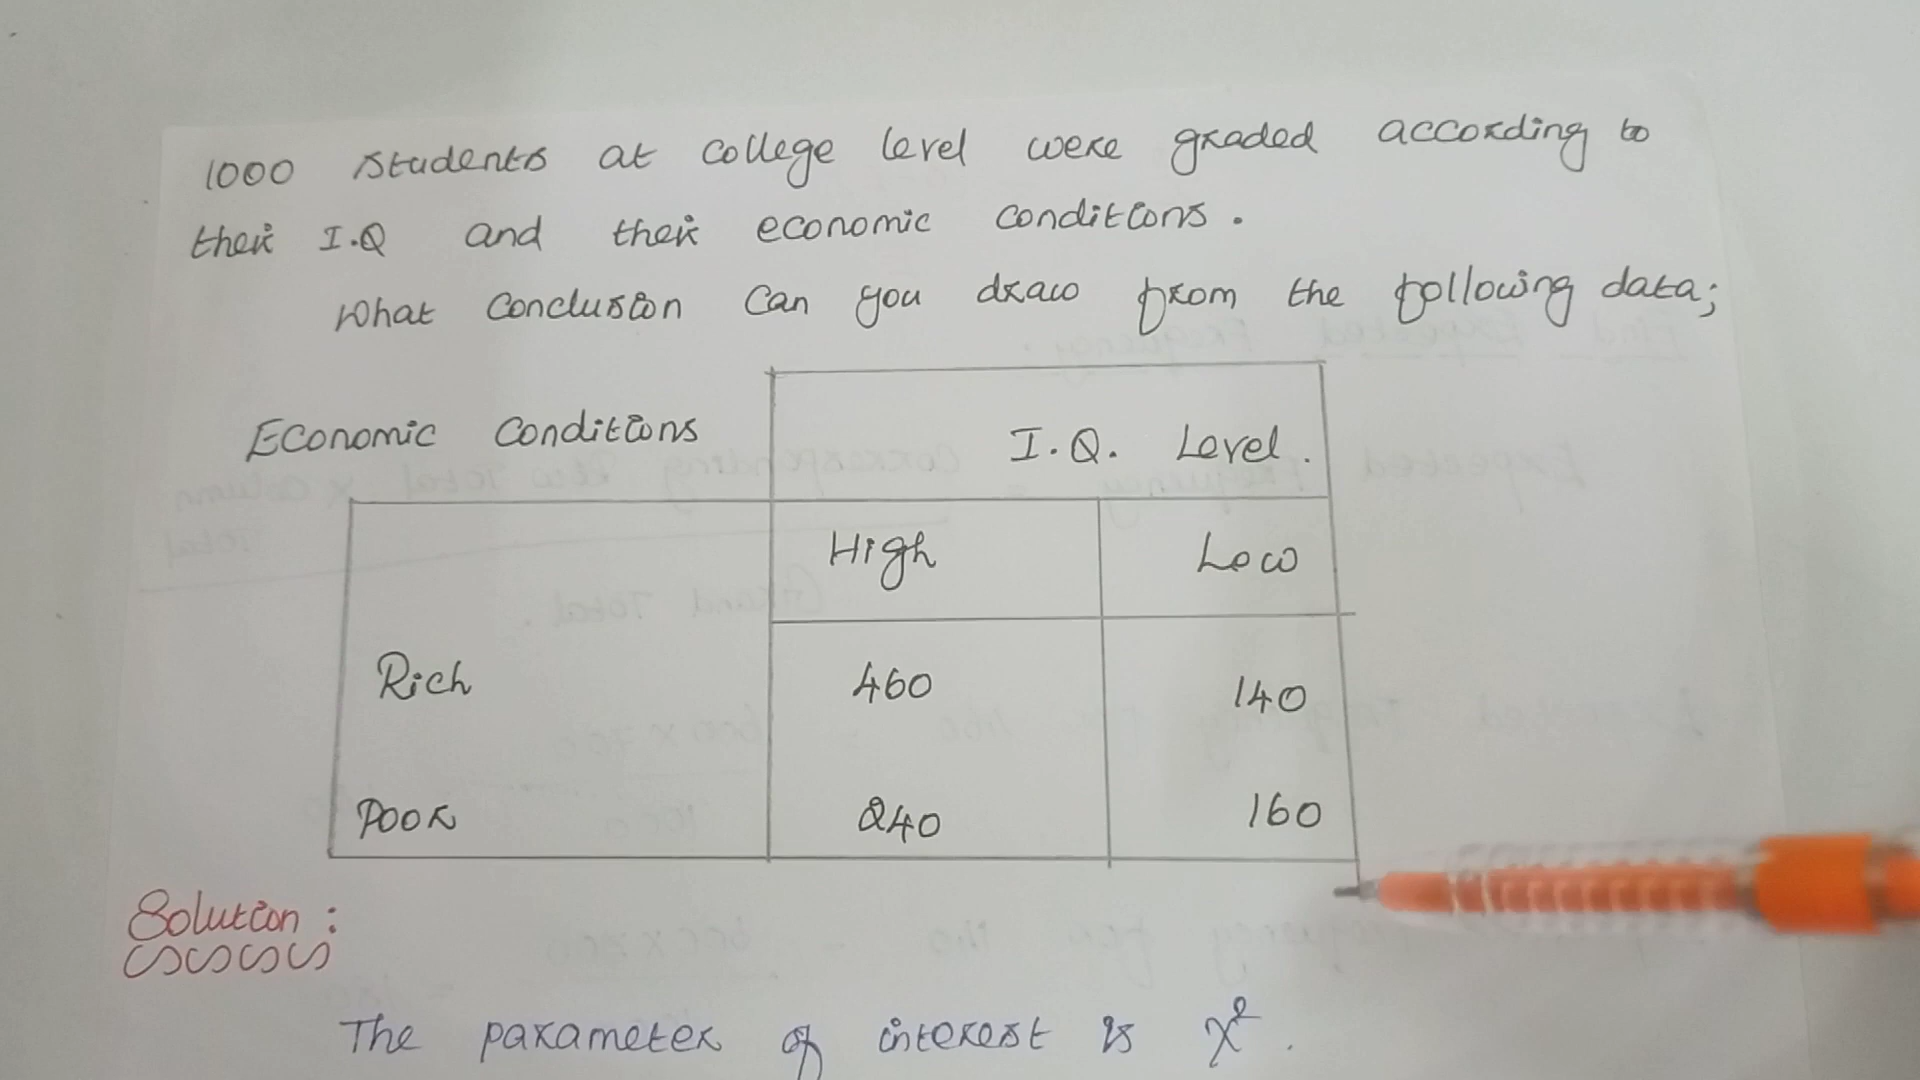 1000 students at college level were graded according to
their I.Q and their economic conditions.
What conclusion can you draw from the following data;
Economic conditions
I.Q. Level.
High Low
Rich 460 140
Poor 240 160
Solution:
The parameter of interest is χ².